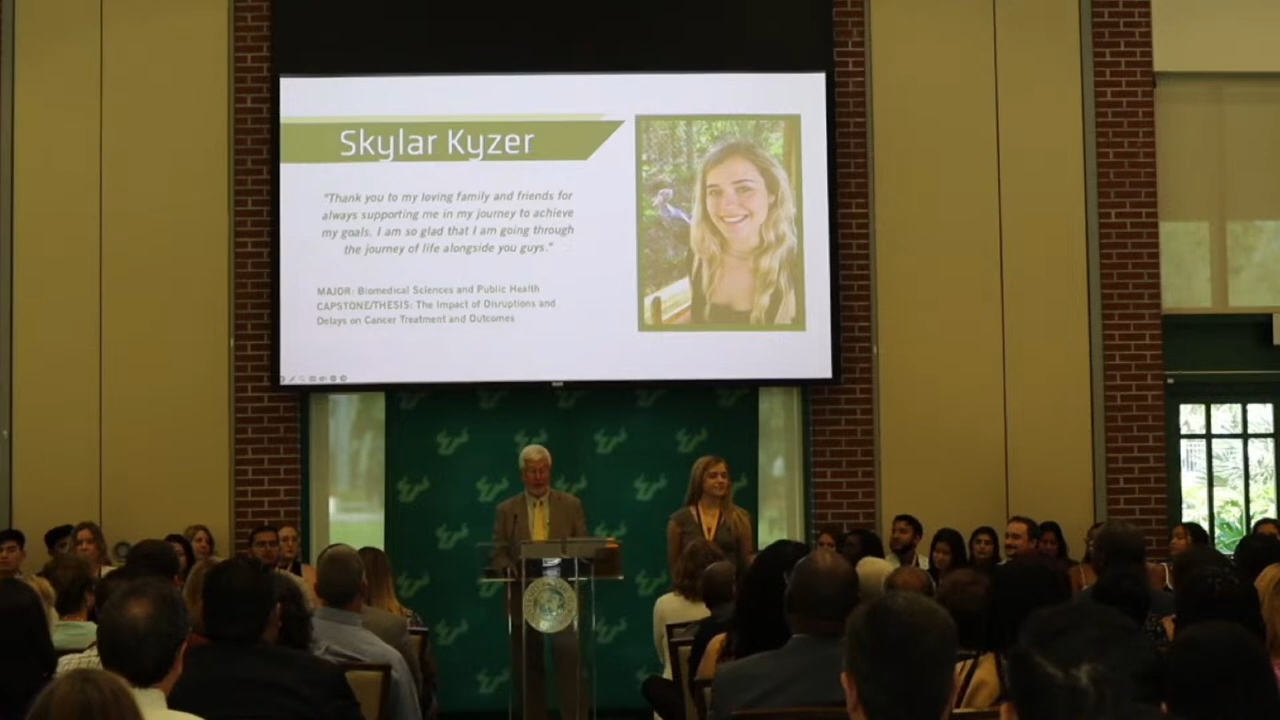 Skylar Kyzer
"Thank you to my loving family and friends for
always supporting me in my journey to achieve
my goals. I am so glad that I am going through
the journey of life alongside you guys."
MAJOR: Biomedical Sciences and Public Health
CAPSTONE/THESIS: The Impact of Disruptions and
Delays on Cancer Treatment and Outcomes